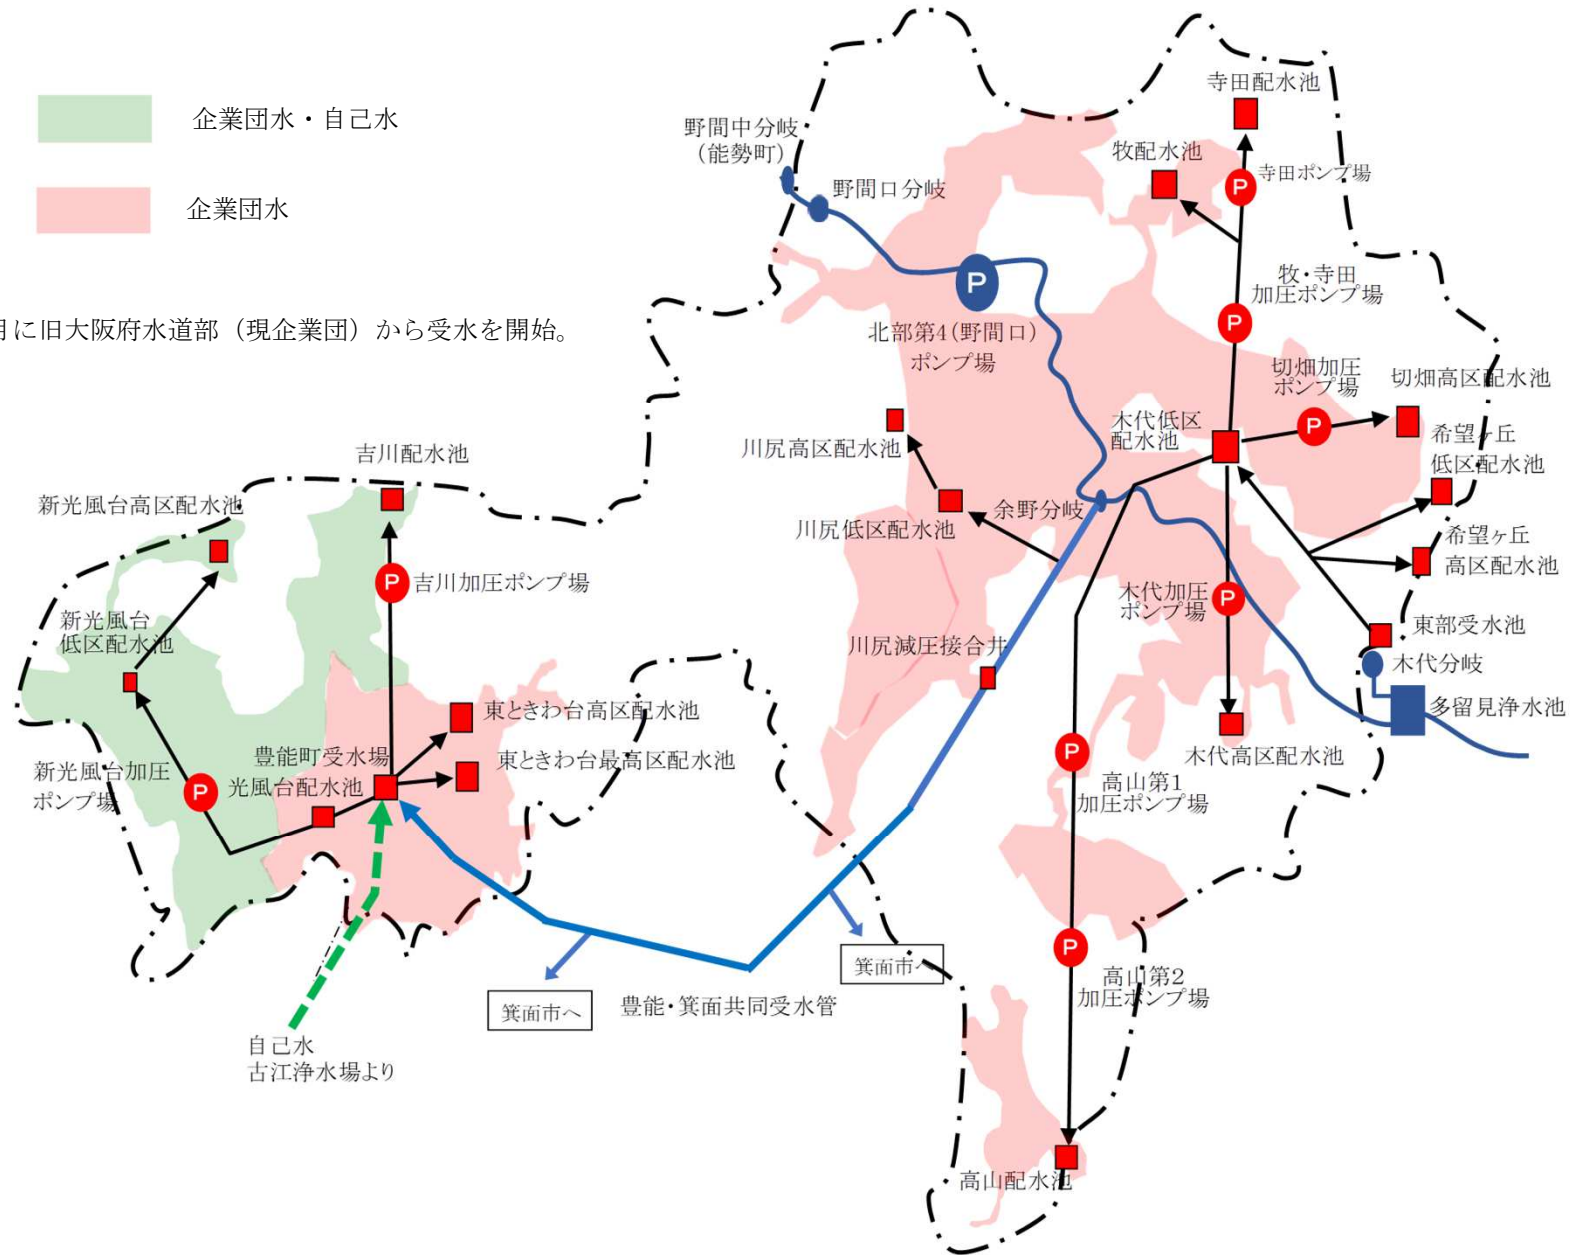 企業団水・自己水
企業団水
月に旧大阪府水道部（現企業団）から受水を開始。
寺田配水池
野間中分岐
（能勢町）
牧配水池
寺田ポンプ場
P
野間口分岐
牧・寺田
加圧ポンプ場
P
P
北部第4（野間口）
ポンプ場
切畑加圧
ポンプ場
P
切畑高区配水池
木代低区
配水池
希望ヶ丘
低区配水池
川尻高区配水池
吉川配水池
新光風台高区配水池
川尻低区配水池
余野分岐
希望ヶ丘
高区配水池
P
吉川加圧ポンプ場
木代加圧
ポンプ場
P
新光風台
低区配水池
川尻減圧接合井
東部受水池
木代分岐
多留見浄水池
東ときわ台高区配水池
豊能町受水場
東ときわ台最高区配水池
木代高区配水池
新光風台加圧
ポンプ場
P
光風台配水池
P
高山第1
加圧ポンプ場
P
高山第2
加圧ポンプ場
箕面市へ
箕面市へ
豊能・箕面共同受水管
自己水
古江浄水場より
高山配水池